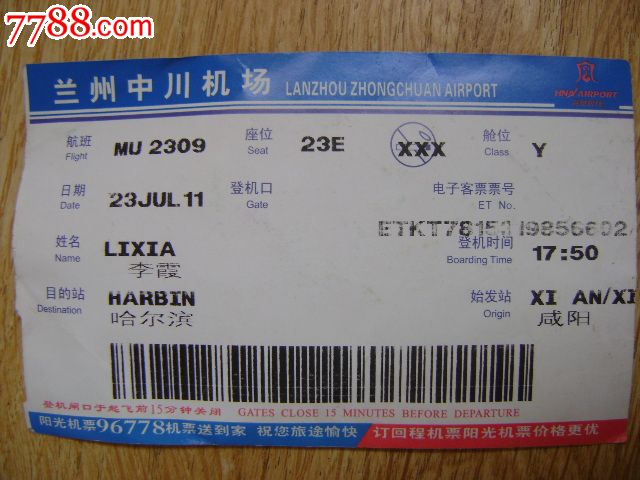 7788.com
兰州中川机场 LANZHOU ZHONGCHUAN AIRPORT
HNA AIRPORT
航班 Flight MU 2309 座位 Seat 23E XXX 舱位 Class Y
日期 Date 23JUL.11 登机口 Gate 电子客票票号 ET No.
姓名 Name LIXIA 登机时间 Boarding Time 17:50
李霞
目的站 Destination HARBIN 始发站 Origin XI AN/XI
哈尔滨 咸阳
登机闸口于起飞前15分钟关闭 GATES CLOSE 15 MINUTES BEFORE DEPARTURE
阳光机票96778机票送到家 祝您旅途愉快 订回程机票阳光机票价格更优